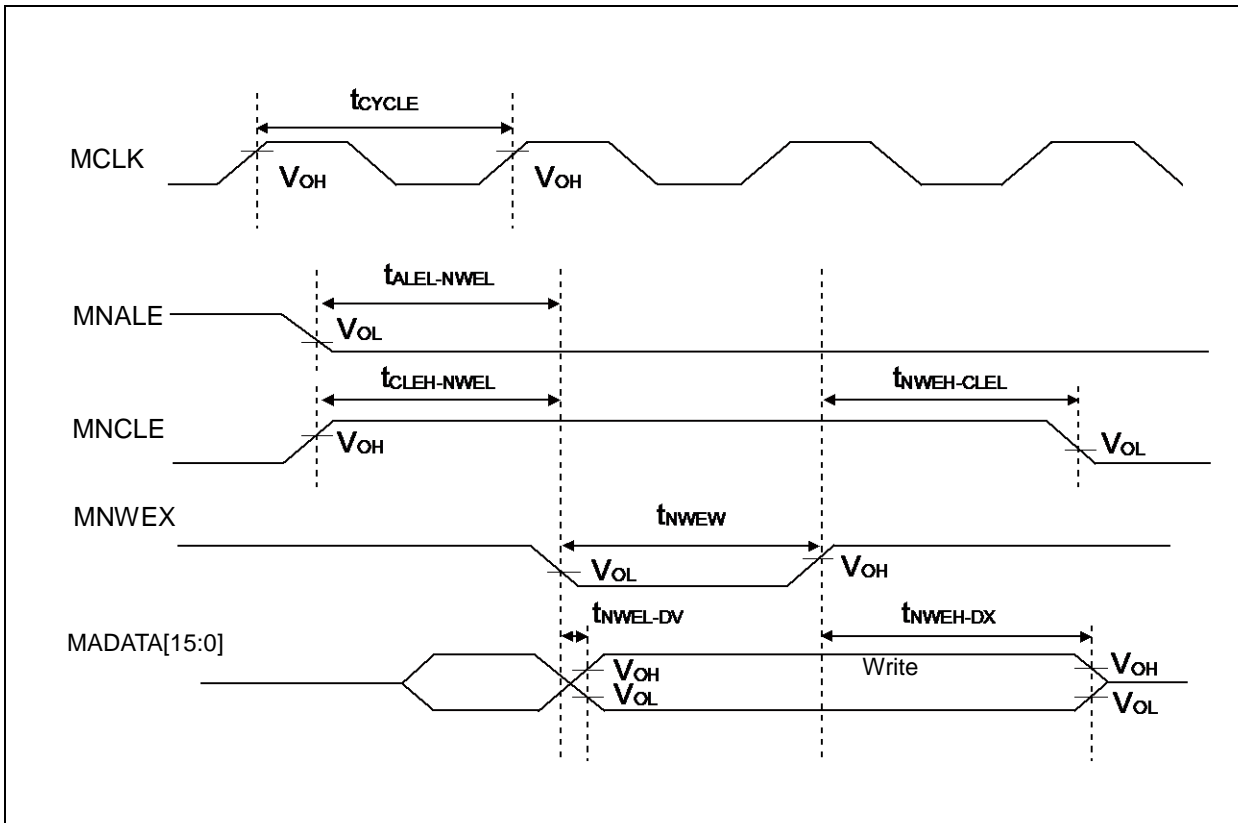 tCYCLE
MCLK
VOH
VOH
tALEL-NWEL
MNALE
VOL
tCLEH-NWEL
tNWEH-CLEL
MNCLE
VOH
VOL
MNWEX
tNWEW
VOL
VOH
tNWEL-DV
tNWEH-DX
MADATA[15:0]
VOH
Write
VOH
VOL
VOL